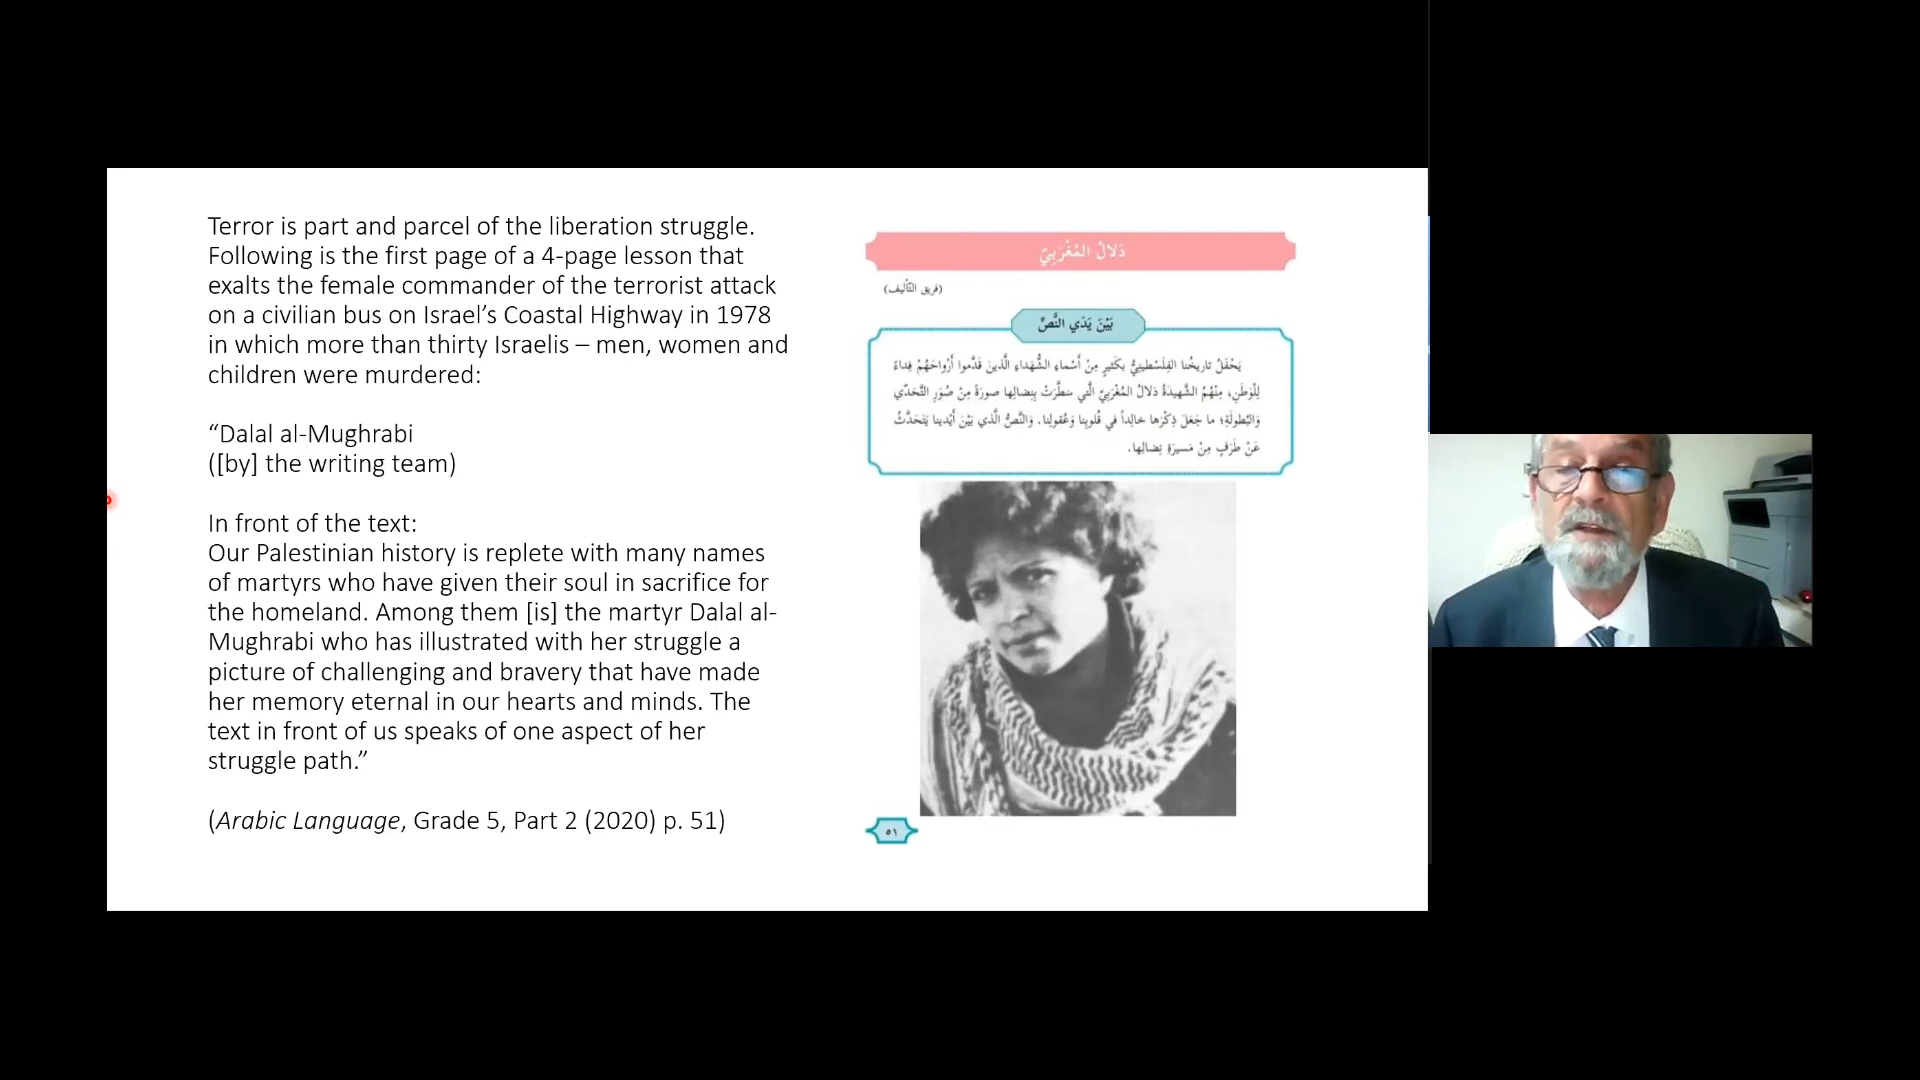 Terror is part and parcel of the liberation struggle.
Following is the first page of a 4-page lesson that
exalts the female commander of the terrorist attack
on a civilian bus on Israel’s Coastal Highway in 1978
in which more than thirty Israelis – men, women and
children were murdered:
“Dalal al-Mughrabi
([by] the writing team)
In front of the text:
Our Palestinian history is replete with many names
of martyrs who have given their soul in sacrifice for
the homeland. Among them [is] the martyr Dalal al-
Mughrabi who has illustrated with her struggle a
picture of challenging and bravery that have made
her memory eternal in our hearts and minds. The
text in front of us speaks of one aspect of her
struggle path.”
(Arabic Language, Grade 5, Part 2 (2020) p. 51)
دَلالُ المُغْرَبِيّ
(فريق التّأليف)
بَيْنَ يَدَي النَّصِّ
يَحْفَلُ تاريخُنا الفِلَسْطينِيُّ بِكَثيرٍ مِنْ أَسْماءِ الشُّهَداءِ الَّذينَ قَدَّموا أَرْواحَهُمْ فِداءً
لِلْوَطَنِ، مِنْهُمُ الشَّهيدَةُ دَلالُ المُغْرَبِيّ الَّتي سَطَّرَتْ بِنِضالِها صورَةً مِنْ صُوَرِ التَّحَدّي
وَالبُطولَةِ؛ ما جَعَلَ ذِكْرَها خالِداً في قُلوبِنا وَعُقولِنا. وَالنَّصُّ الَّذي بَيْنَ أَيْدينا يَتَحَدَّثُ
عَنْ طَرَفٍ مِنْ مَسيرَةِ نِضالِها.
٥١